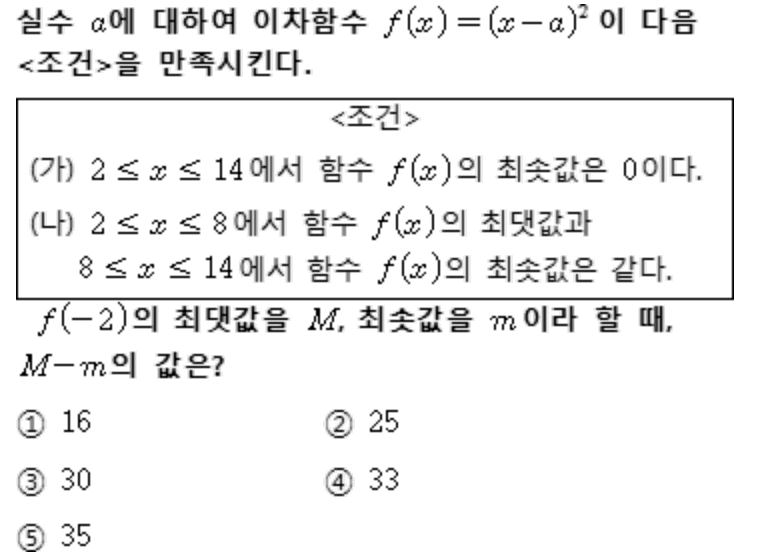 실수 a에 대하여 이차함수 f(x)=(x-a)² 이 다음
<조건>을 만족시킨다.
<조건>
(가) 2 ≤ x ≤ 14에서 함수 f(x)의 최솟값은 0이다.
(나) 2 ≤ x ≤ 8에서 함수 f(x)의 최댓값과
8 ≤ x ≤ 14에서 함수 f(x)의 최솟값은 같다.
f(-2)의 최댓값을 M, 최솟값을 m이라 할 때,
M-m의 값은?
① 16 ② 25
③ 30 ④ 33
⑤ 35